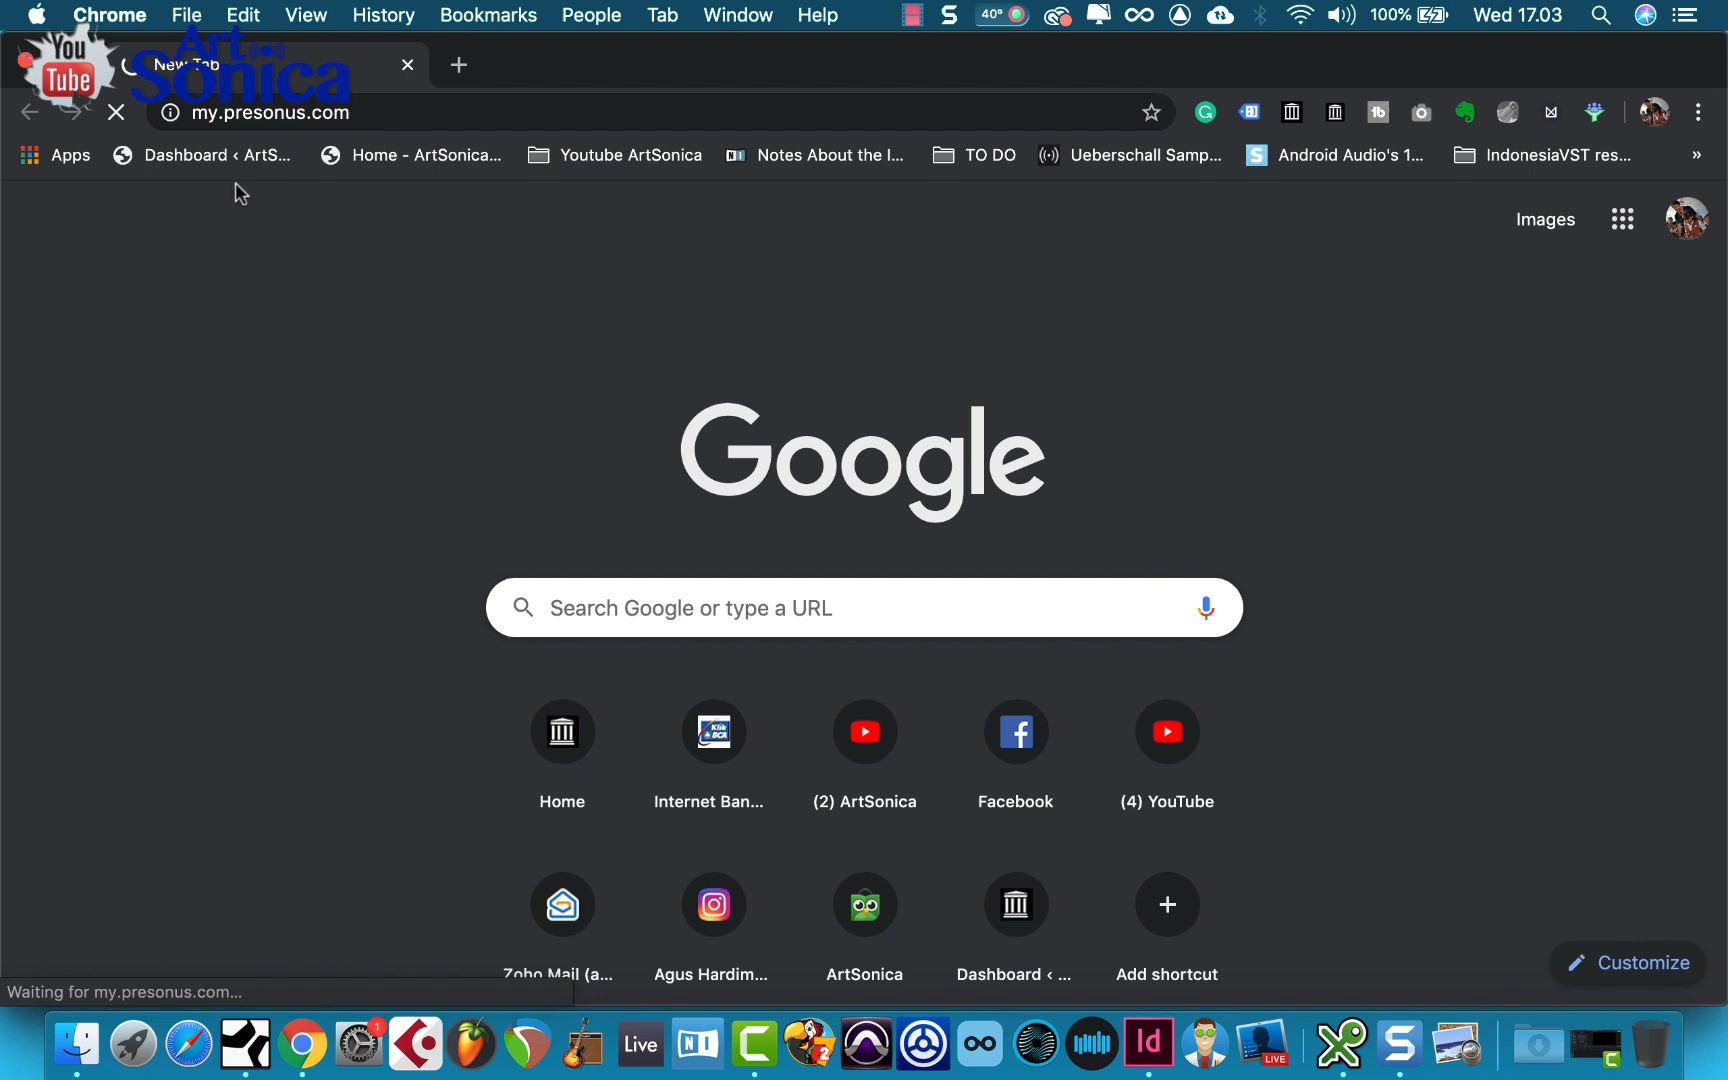 Chrome File Edit View History Bookmarks People Tab Window Help 40° 100% Wed 17.03
You Tube
Art Sonica
New Tab
my.presonus.com
Apps Dashboard ‹ ArtS... Home - ArtSonica... Youtube ArtSonica Notes About the I... TO DO Ueberschall Samp... Android Audio's 1... IndonesiaVST res... »
Images
Google
Search Google or type a URL
Home Internet Ban... (2) ArtSonica Facebook (4) YouTube
Zoho Mail (a... Agus Hardim... ArtSonica Dashboard ‹ ... Add shortcut
Customize
Waiting for my.presonus.com...
1 Live NI 2 Id LIVE